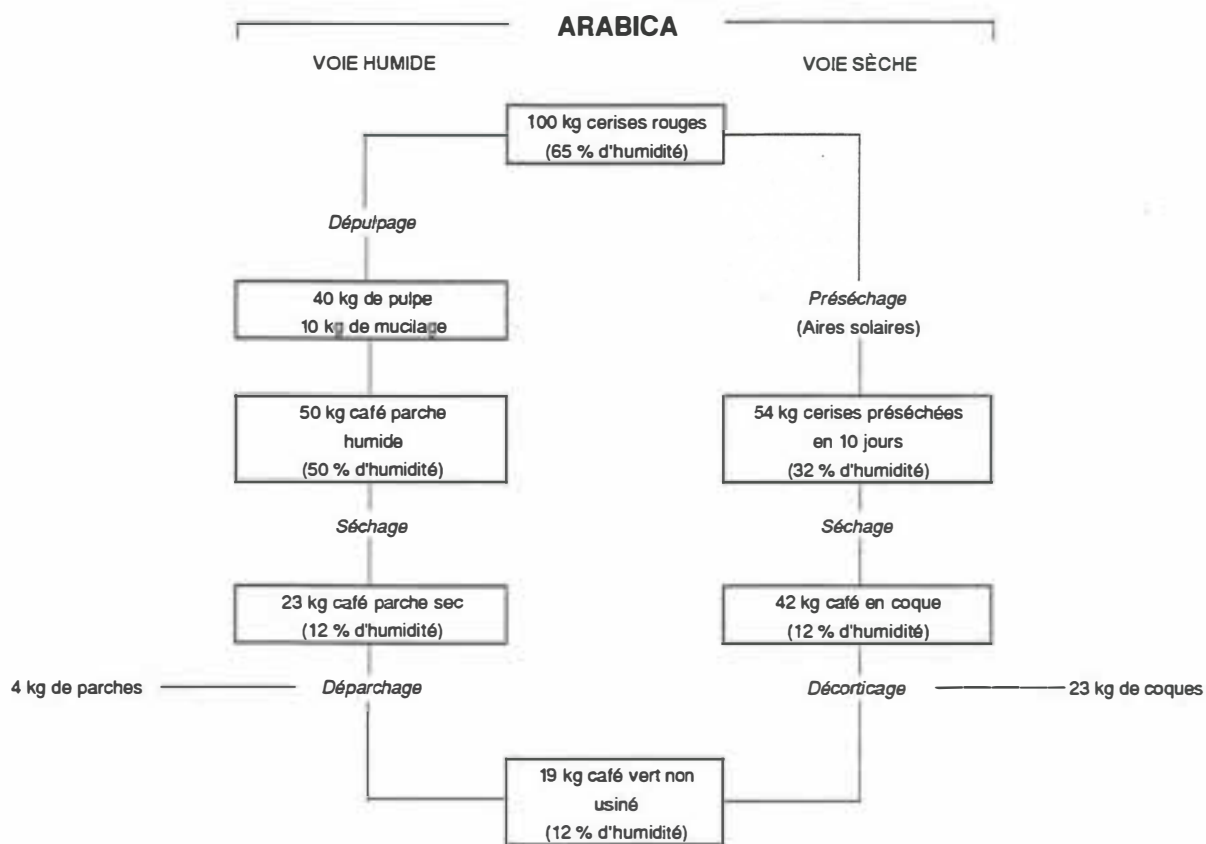 ARABICA
VOIE HUMIDE
VOIE SÈCHE
100 kg cerises rouges
(65 % d'humidité)
Dépulpage
40 kg de pulpe
10 kg de mucilage
50 kg café parche
humide
(50 % d'humidité)
Séchage
23 kg café parche sec
(12 % d'humidité)
4 kg de parches
Déparchage
Préséchage
(Aires solaires)
54 kg cerises préséchées
en 10 jours
(32 % d'humidité)
Séchage
42 kg café en coque
(12 % d'humidité)
Décorticage
23 kg de coques
19 kg café vert non
usiné
(12 % d'humidité)